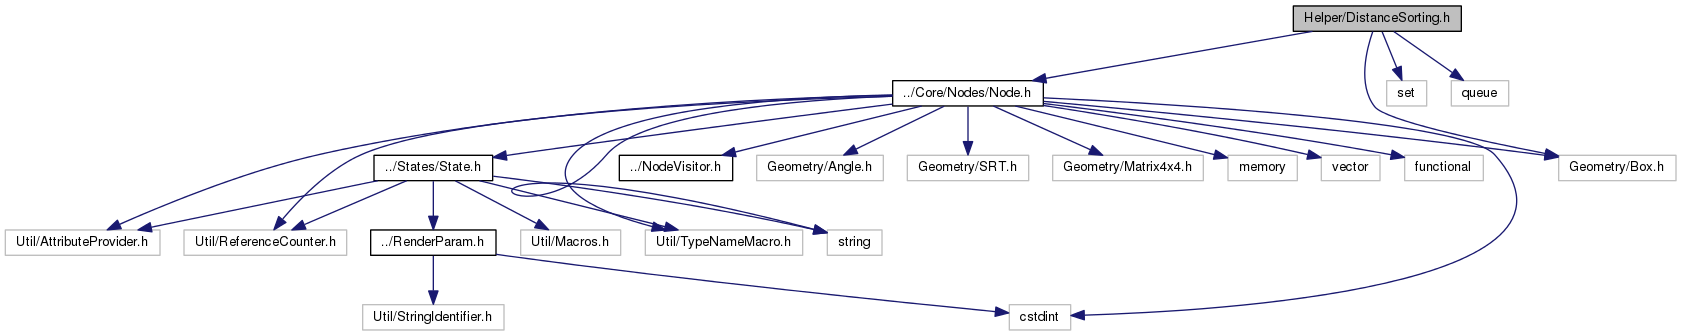 Helper/DistanceSorting.h
../Core/Nodes/Node.h
set
queue
../States/State.h
../NodeVisitor.h
Geometry/Angle.h
Geometry/SRT.h
Geometry/Matrix4x4.h
memory
vector
functional
Geometry/Box.h
Util/AttributeProvider.h
Util/ReferenceCounter.h
../RenderParam.h
Util/Macros.h
Util/TypeNameMacro.h
string
Util/StringIdentifier.h
cstdint